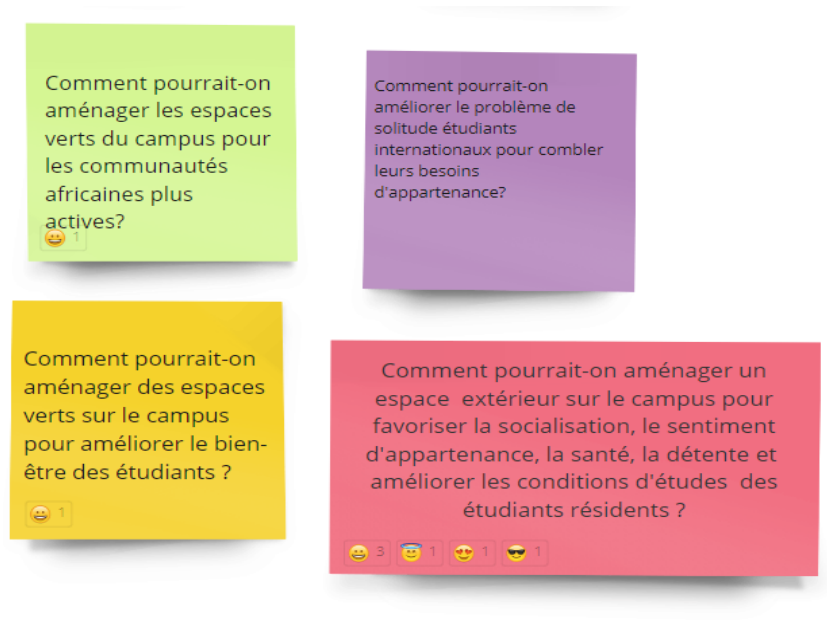 Comment pourrait-on
aménager les espaces
verts du campus pour
les communautés
africaines plus
actives?
1
Comment pourrait-on
améliorer le problème de
solitude étudiants
internationaux pour combler
leurs besoins
d'appartenance?
Comment pourrait-on
aménager des espaces
verts sur le campus
pour améliorer le bien-
être des étudiants ?
1
Comment pourrait-on aménager un
espace extérieur sur le campus pour
favoriser la socialisation, le sentiment
d'appartenance, la santé, la détente et
améliorer les conditions d'études des
étudiants résidents ?
3 1 1 1